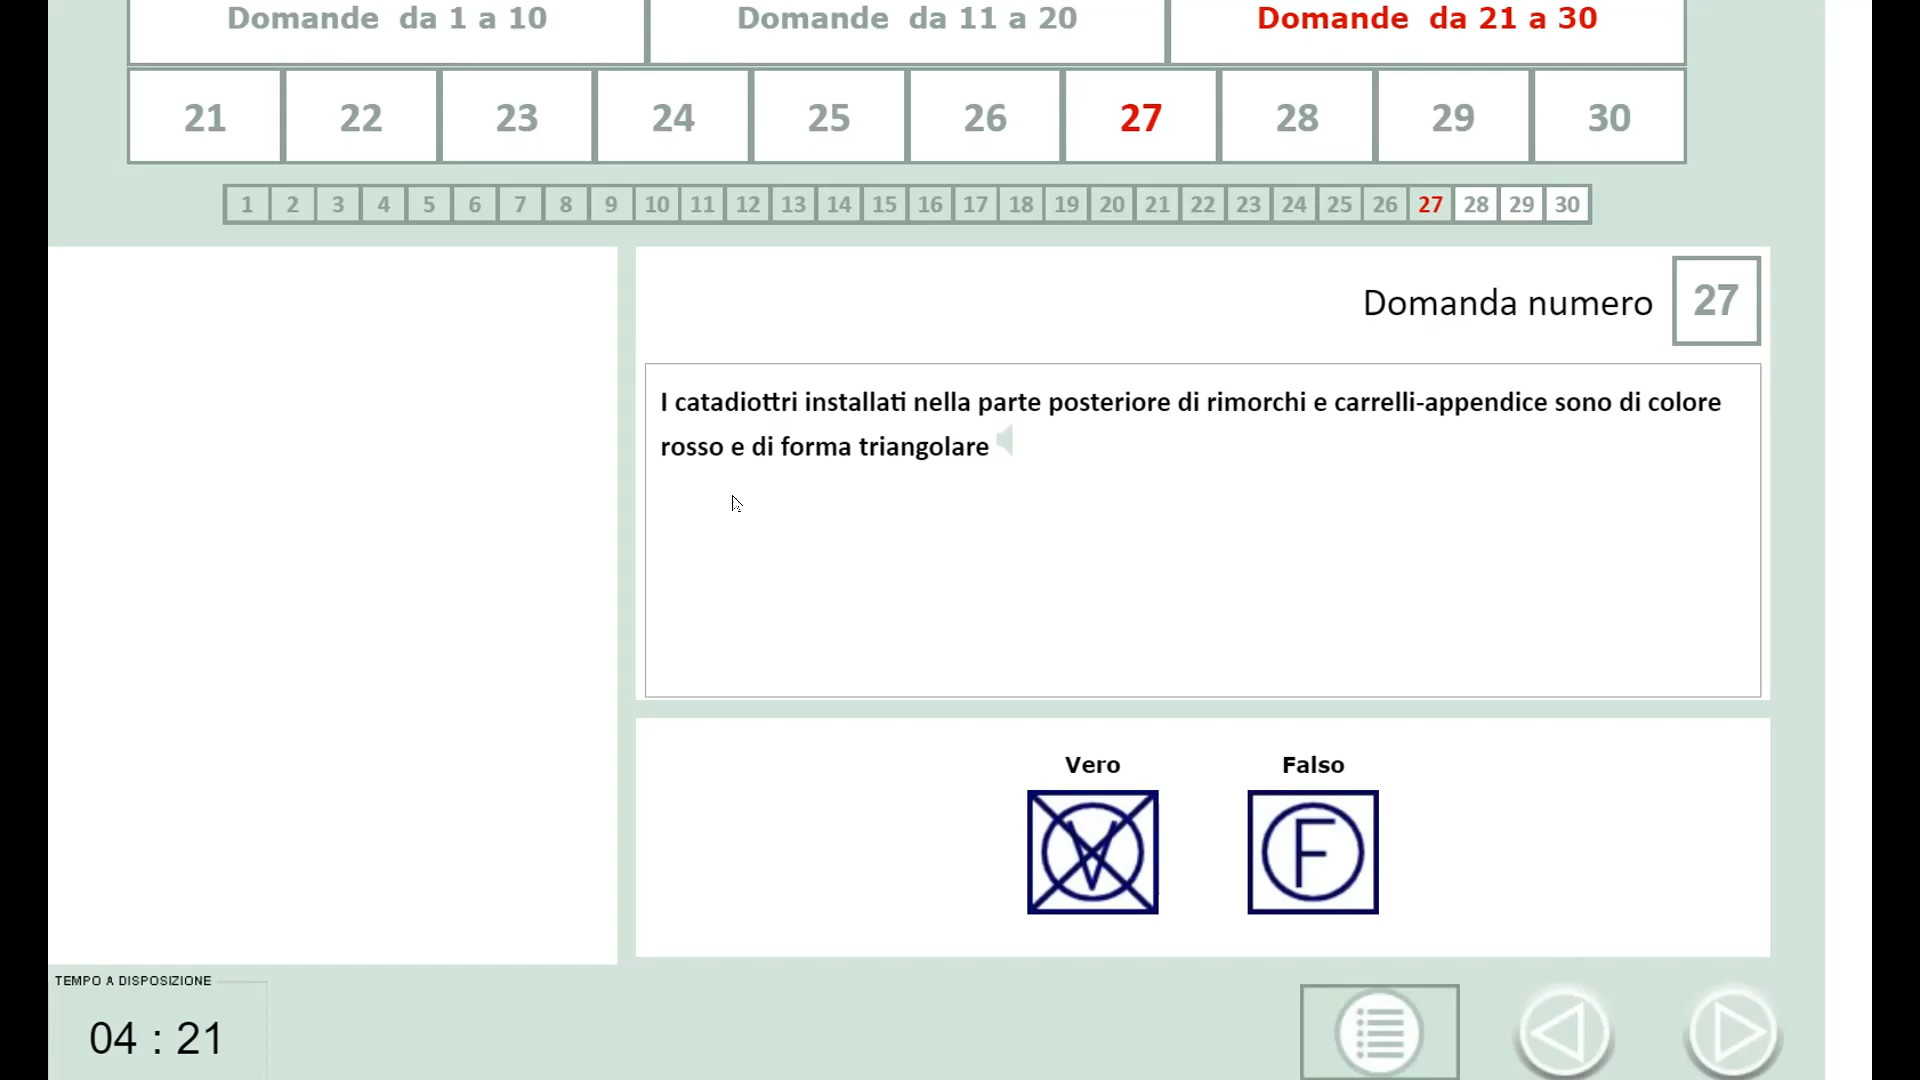 Domande da 1 a 10
Domande da 11 a 20
Domande da 21 a 30
21 22 23 24 25 26 27 28 29 30
1 2 3 4 5 6 7 8 9 10 11 12 13 14 15 16 17 18 19 20 21 22 23 24 25 26 27 28 29 30
Domanda numero 27
I catadiottri installati nella parte posteriore di rimorchi e carrelli-appendice sono di colore
rosso e di forma triangolare
Vero Falso
V F
TEMPO A DISPOSIZIONE
04 : 21